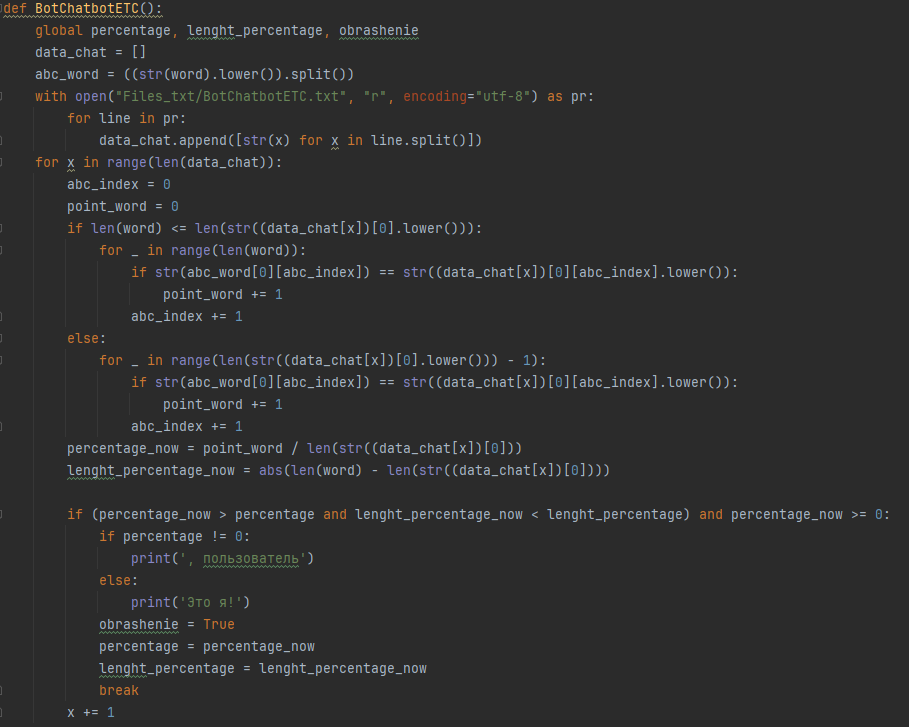 def BotChatbotETC():
    global percentage, lenght_percentage, obrashenie
    data_chat = []
    abc_word = ((str(word).lower()).split())
    with open("Files_txt/BotChatbotETC.txt", "r", encoding="utf-8") as pr:
        for line in pr:
            data_chat.append([str(x) for x in line.split()])
    for x in range(len(data_chat)):
        abc_index = 0
        point_word = 0
        if len(word) <= len(str((data_chat[x])[0].lower())):
            for _ in range(len(word)):
                if str(abc_word[0][abc_index]) == str((data_chat[x])[0][abc_index].lower()):
                    point_word += 1
                abc_index += 1
        else:
            for _ in range(len(str((data_chat[x])[0].lower())) - 1):
                if str(abc_word[0][abc_index]) == str((data_chat[x])[0][abc_index].lower()):
                    point_word += 1
                abc_index += 1
        percentage_now = point_word / len(str((data_chat[x])[0]))
        lenght_percentage_now = abs(len(word) - len(str((data_chat[x])[0])))

        if (percentage_now > percentage and lenght_percentage_now < lenght_percentage) and percentage_now >= 0:
            if percentage != 0:
                print(', пользователь')
            else:
                print('Это я!')
            obrashenie = True
            percentage = percentage_now
            lenght_percentage = lenght_percentage_now
            break
        x += 1